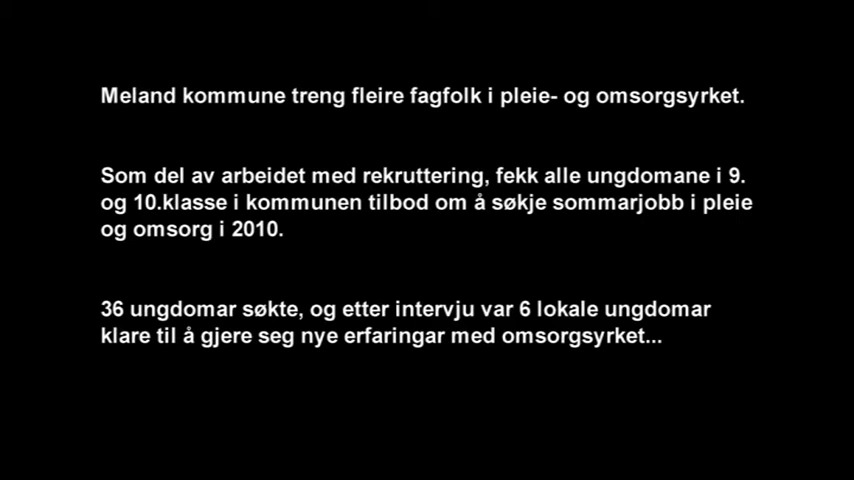 Meland kommune treng fleire fagfolk i pleie- og omsorgsyrket.
Som del av arbeidet med rekruttering, fekk alle ungdomane i 9.
og 10.klasse i kommunen tilbod om å søkje sommarjobb i pleie
og omsorg i 2010.
36 ungdomar søkte, og etter intervju var 6 lokale ungdomar
klare til å gjere seg nye erfaringar med omsorgsyrket...